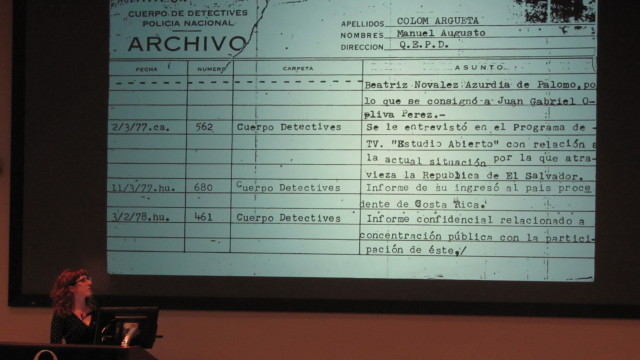 CUERPO DE DETECTIVES
POLICIA NACIONAL
ARCHIVO
APELLIDOS COLOM ARGUETA
NOMBRES Manuel Augusto
DIRECCION Q.E.P.D.
FECHA NUMERO CARPETA ASUNTO
Beatriz Novalez Azurdia de Palomo, po
lo que se consignó a Juan Gabriel O-
pliva Perez.-
2/3/77.ca. 562 Cuerpo Detectives Se le entrevistó en el Programa de -
TV. "Estudio Abierto" con relación a
la actual situación por la que atra-
vieza la Republica de El Salvador.
11/3/77.hu. 680 Cuerpo Detectives Informe de su ingresó al país proce
dente de Costa Rica.
3/2/78.hu. 461 Cuerpo Detectives Informe confidencial relacionado a
concentración pública con la partici-
pación de éste,/